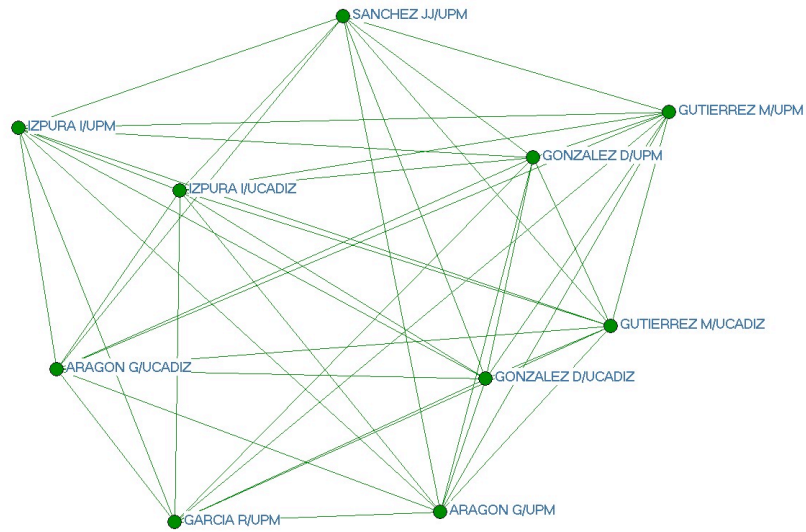 SANCHEZ JJ/UPM
GUTIERREZ M/UPM
IZPURA I/UPM
GONZALEZ D/UPM
IZPURA I/UCADIZ
GUTIERREZ M/UCADIZ
ARAGON G/UCADIZ
GONZALEZ D/UCADIZ
ARAGON G/UPM
GARCIA R/UPM